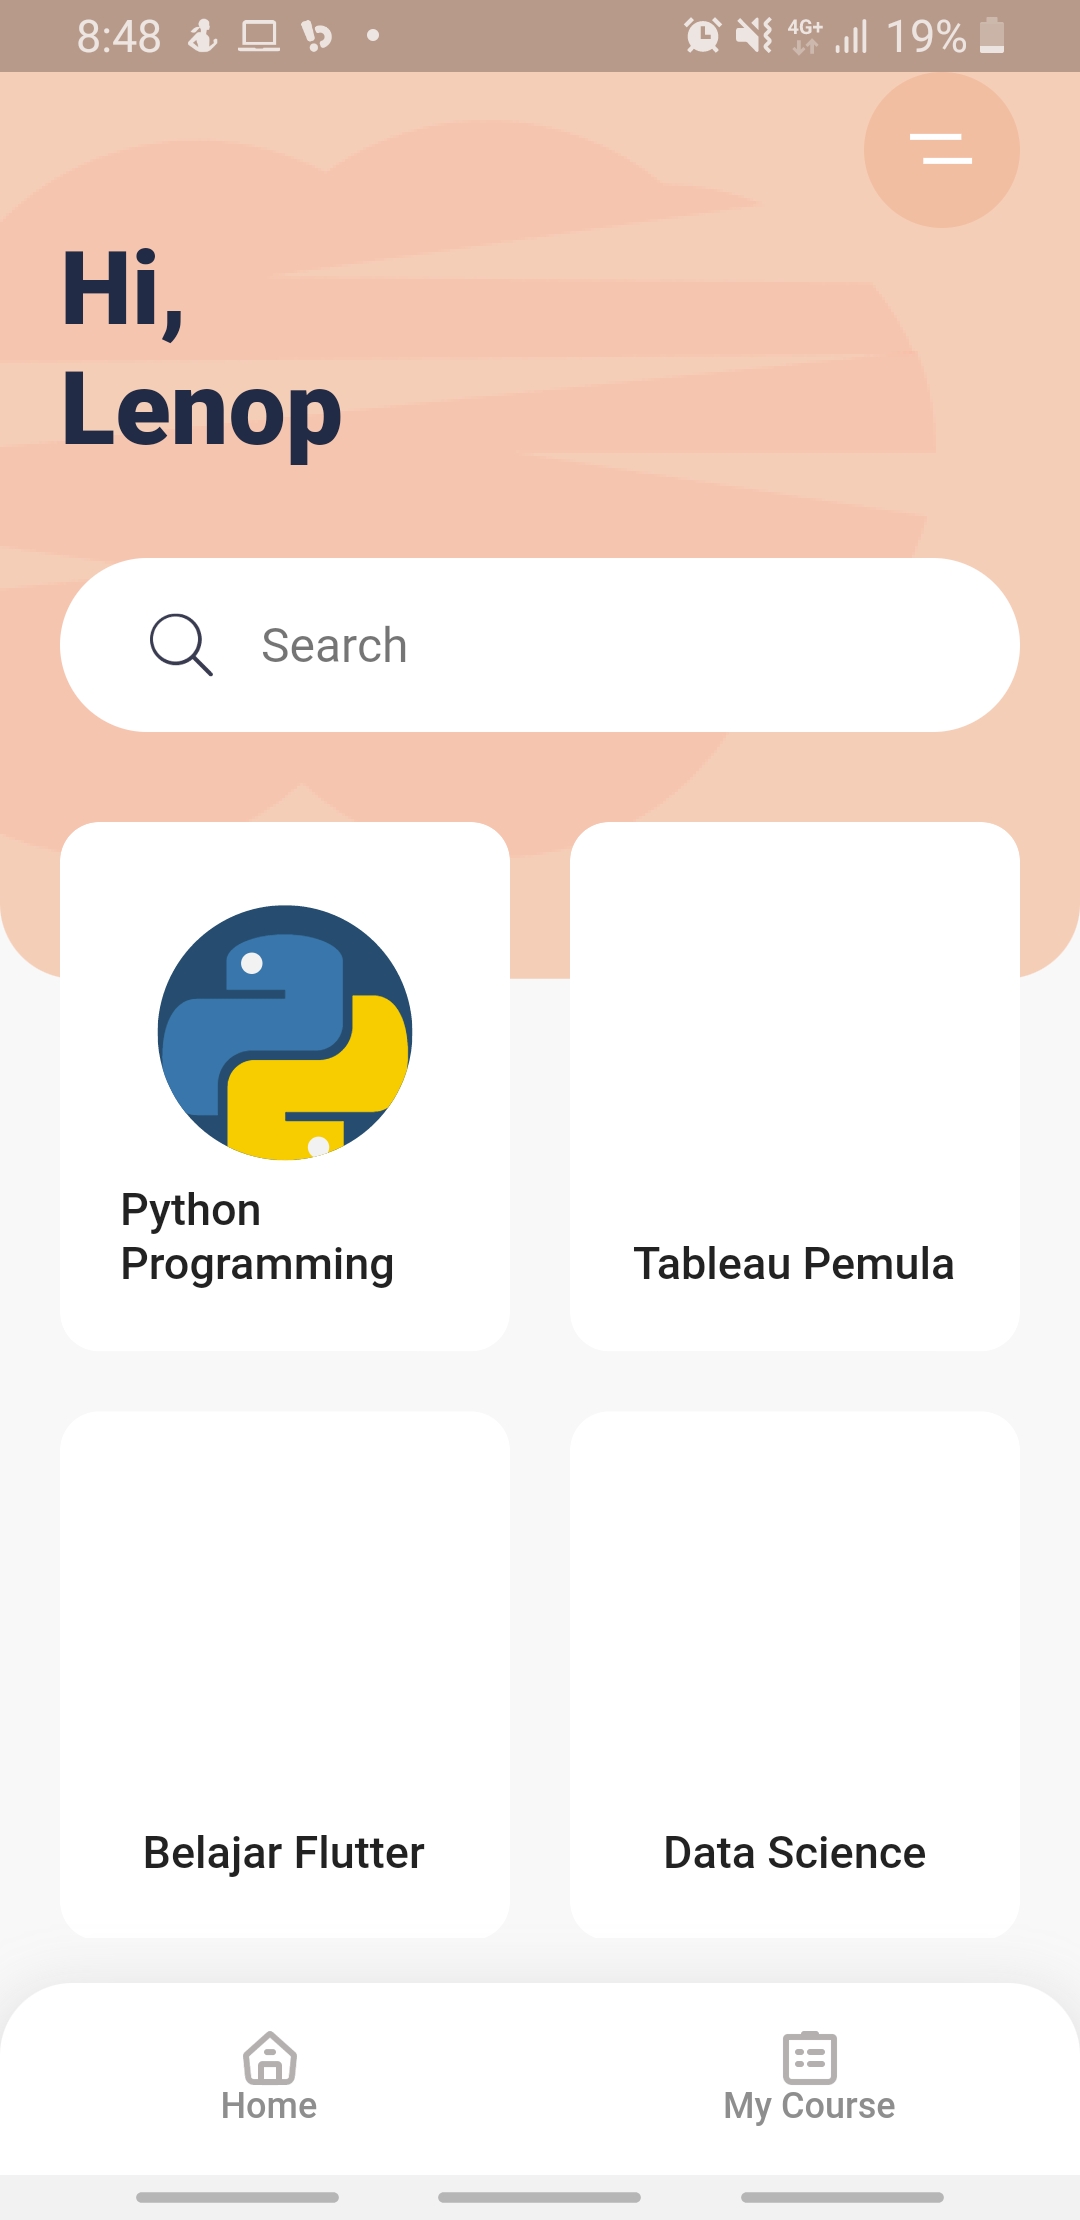 8:48 4G+ 19%
Hi,
Lenop
Search
Python
Programming
Tableau Pemula
Belajar Flutter
Data Science
Home
My Course